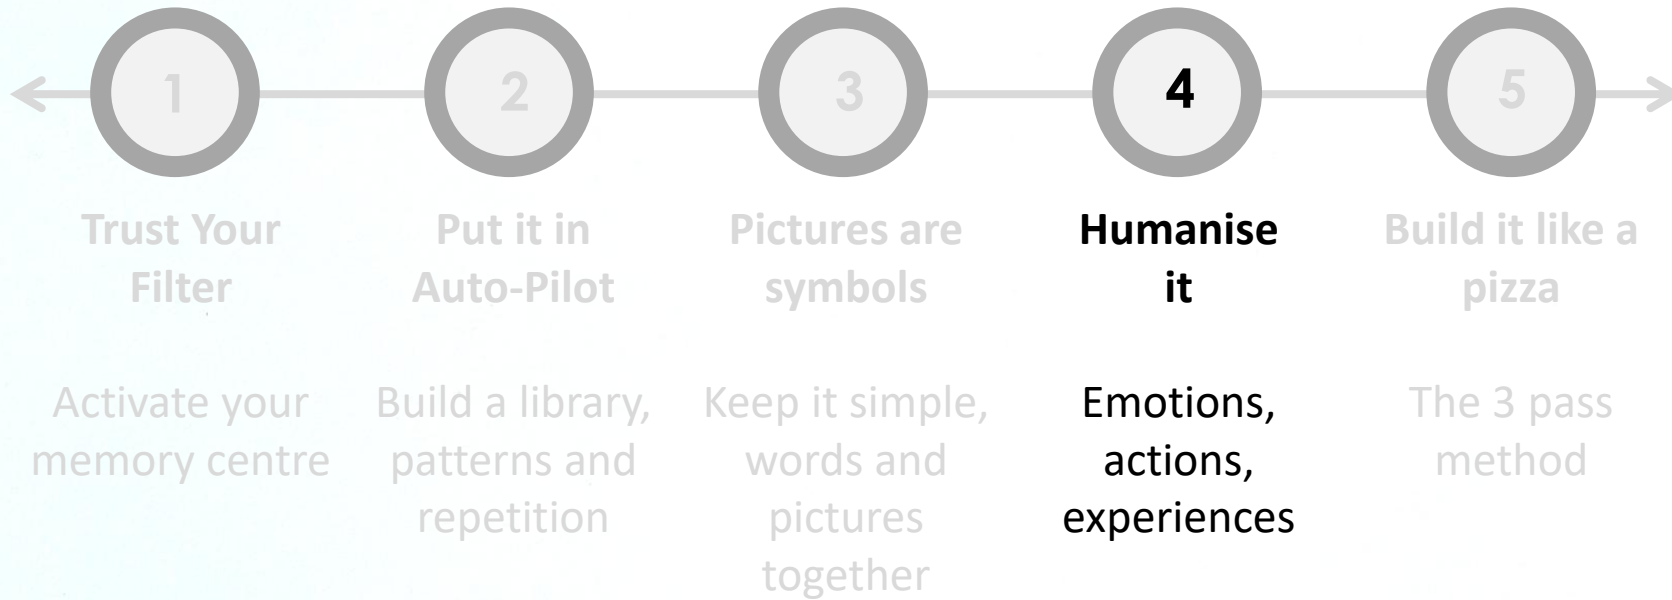 1
2
3
4
5
Trust Your
Filter
Put it in
Auto-Pilot
Pictures are
symbols
Humanise
it
Build it like a
pizza
Activate your
memory centre
Build a library,
patterns and
repetition
Keep it simple,
words and
pictures
together
Emotions,
actions,
experiences
The 3 pass
method